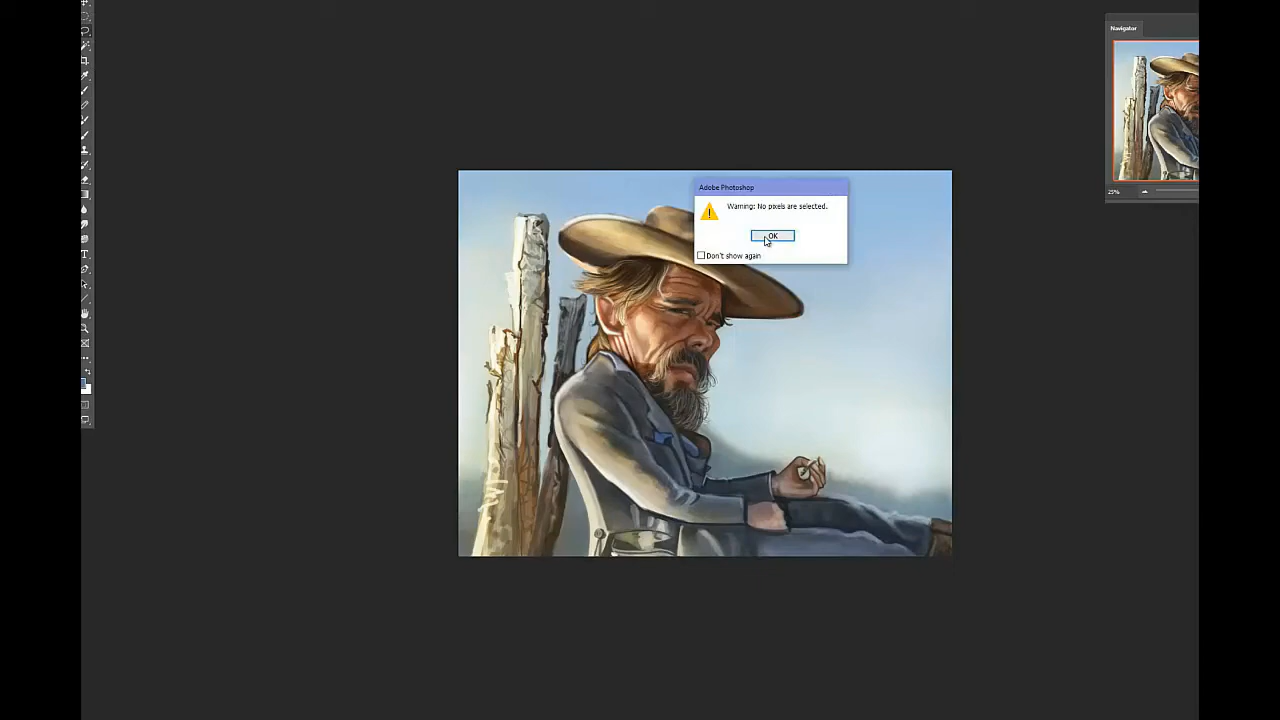 Navigator
Adobe Photoshop
Warning: No pixels are selected.
25%
OK
Don't show again